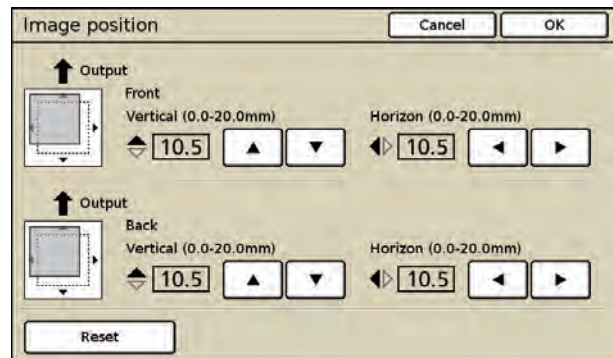 Image position Cancel OK
Output
Front
Vertical (0.0-20.0mm) Horizon (0.0-20.0mm)
10.5 10.5
Output
Back
Vertical (0.0-20.0mm) Horizon (0.0-20.0mm)
10.5 10.5
Reset